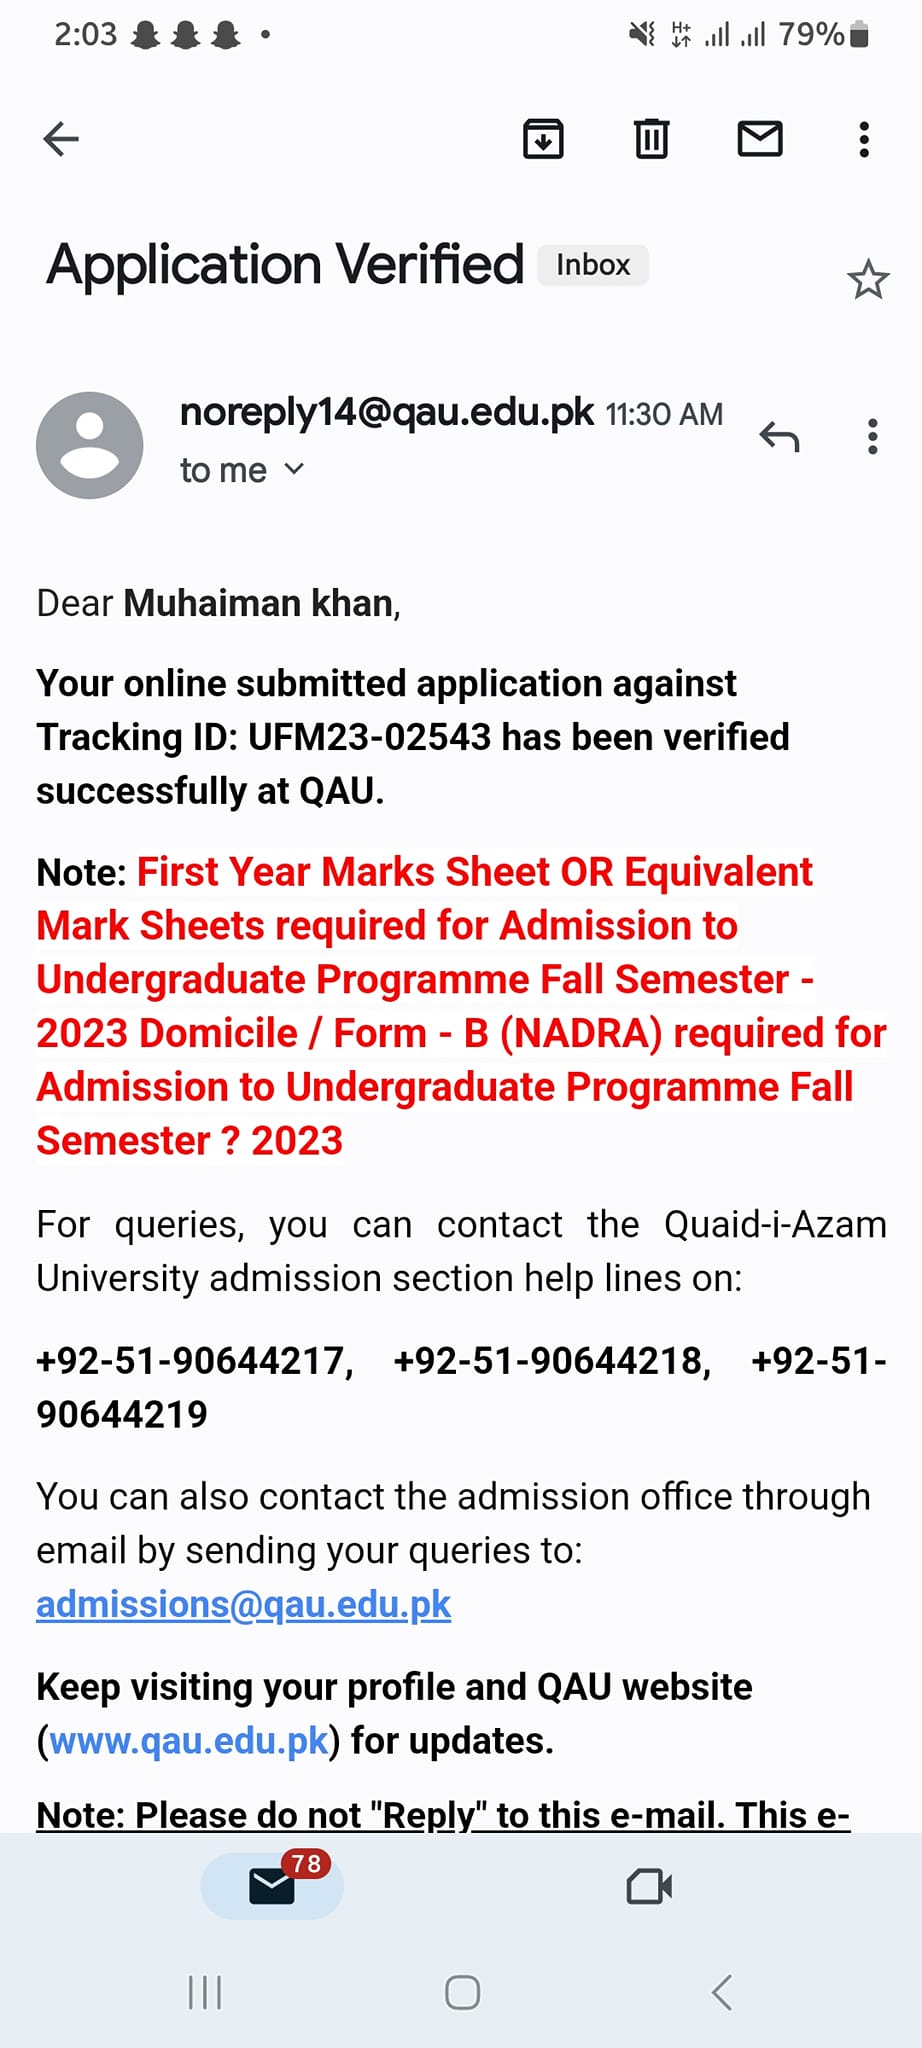 2:03
79%
Application Verified Inbox
noreply14@qau.edu.pk 11:30 AM
to me
Dear Muhaiman khan,
Your online submitted application against
Tracking ID: UFM23-02543 has been verified
successfully at QAU.
Note: First Year Marks Sheet OR Equivalent
Mark Sheets required for Admission to
Undergraduate Programme Fall Semester -
2023 Domicile / Form - B (NADRA) required for
Admission to Undergraduate Programme Fall
Semester ? 2023
For queries, you can contact the Quaid-i-Azam
University admission section help lines on:
+92-51-90644217, +92-51-90644218, +92-51-
90644219
You can also contact the admission office through
email by sending your queries to:
admissions@qau.edu.pk
Keep visiting your profile and QAU website
(www.qau.edu.pk) for updates.
Note: Please do not "Reply" to this e-mail. This e-
78